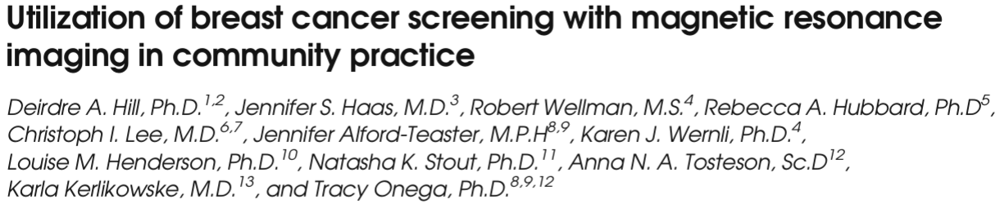 Utilization of breast cancer screening with magnetic resonance
imaging in community practice
Deirdre A. Hill, Ph.D.1,2, Jennifer S. Haas, M.D.3, Robert Wellman, M.S.4, Rebecca A. Hubbard, Ph.D5,
Christoph I. Lee, M.D.6,7, Jennifer Alford-Teaster, M.P.H8,9, Karen J. Wernli, Ph.D.4,
Louise M. Henderson, Ph.D.10, Natasha K. Stout, Ph.D.11, Anna N. A. Tosteson, Sc.D12,
Karla Kerlikowske, M.D.13, and Tracy Onega, Ph.D.8,9,12